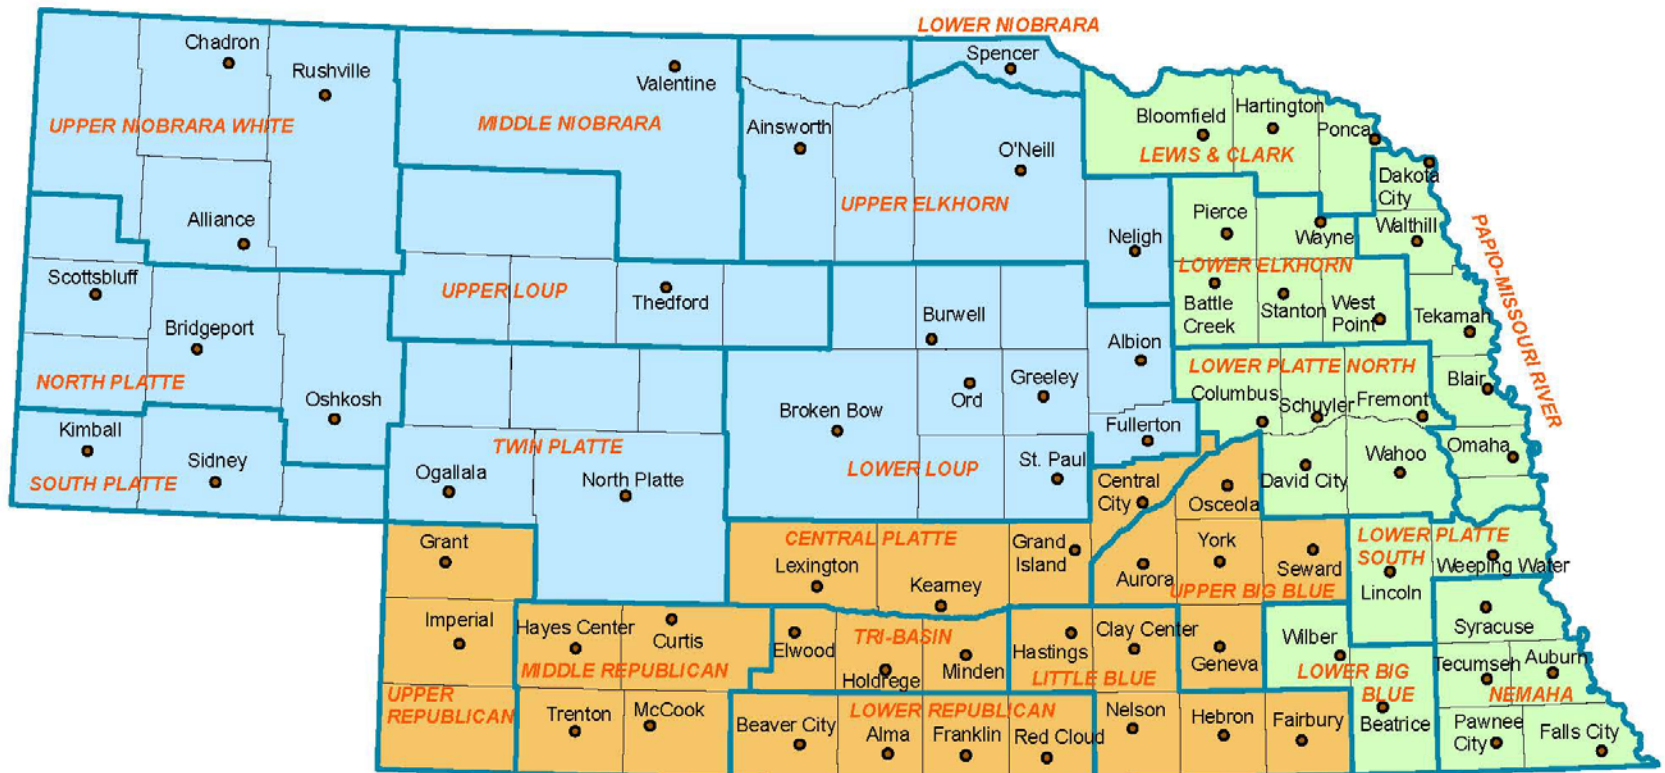 LOWER NIOBRARA
Chadron
Rushville
Valentine
Spencer
UPPER NIOBRARA WHITE
MIDDLE NIOBRARA
Ainsworth
O'Neill
Bloomfield
Hartington
Ponca
LEWIS & CLARK
Dakota
City
Alliance
UPPER ELKHORN
Neligh
Pierce
Wayne
Walthill
PAPIO-MISSOURI RIVER
Scottsbluff
UPPER LOUP
Thedford
LOWER ELKHORN
Battle
Creek
Stanton
West
Point
Tekamah
Bridgeport
Burwell
Albion
NORTH PLATTE
Oshkosh
Broken Bow
Ord
Greeley
LOWER PLATTE NORTH
Columbus
Schuyler
Fremont
Blair
Kimball
SOUTH PLATTE
Sidney
TWIN PLATTE
Ogallala
North Platte
LOWER LOUP
St. Paul
Fullerton
Central
City
Osceola
David City
Wahoo
Omaha
Grant
CENTRAL PLATTE
Lexington
Kearney
Grand
Island
Aurora
York
Seward
UPPER BIG BLUE
LOWER PLATTE
SOUTH
Weeping Water
Lincoln
Imperial
Hayes Center
Curtis
MIDDLE REPUBLICAN
Elwood
TRI-BASIN
Holdrege
Minden
Hastings
Clay Center
LITTLE BLUE
Geneva
Wilber
LOWER BIG
BLUE
Beatrice
Syracuse
Tecumseh
Auburn
NEMAHA
UPPER
REPUBLICAN
Trenton
McCook
Beaver City
LOWER REPUBLICAN
Alma
Franklin
Red Cloud
Nelson
Hebron
Fairbury
Pawnee
City
Falls City